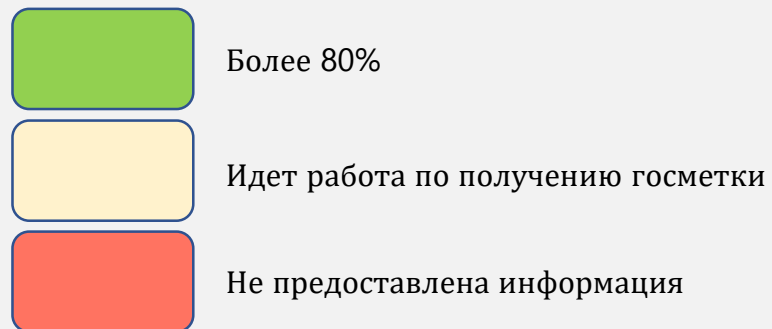 Более 80%
Идет работа по получению госметки
Не предоставлена информация